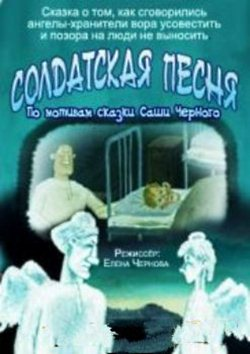 Сказка о том, как сговорились
ангелы-хранители вора усовестить
и позора на люди не выносить
СОЛДАТСКАЯ ПЕСНЯ
По мотивам сказки Саши Черного
Режиссёр:
Елена Чернова